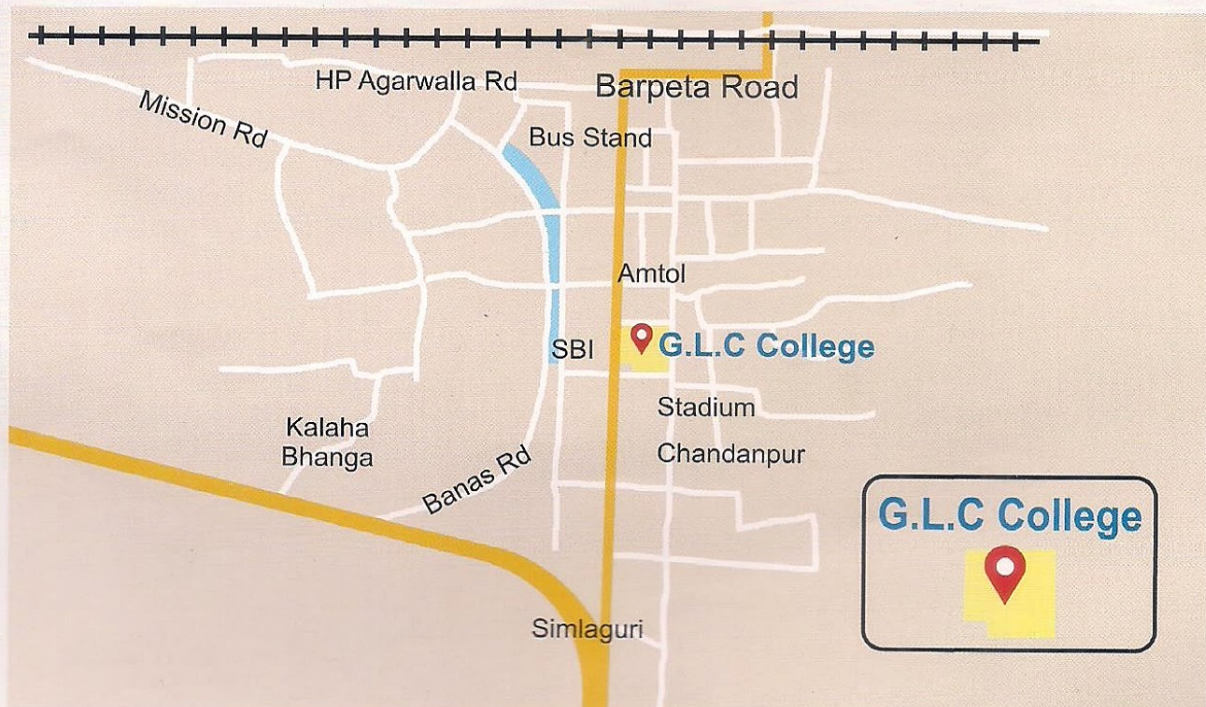 HP Agarwalla Rd
Barpeta Road
Mission Rd
Bus Stand
Amtol
SBI
G.L.C College
Stadium
Kalaha
Bhanga
Chandanpur
Banas Rd
G.L.C College
Simlaguri